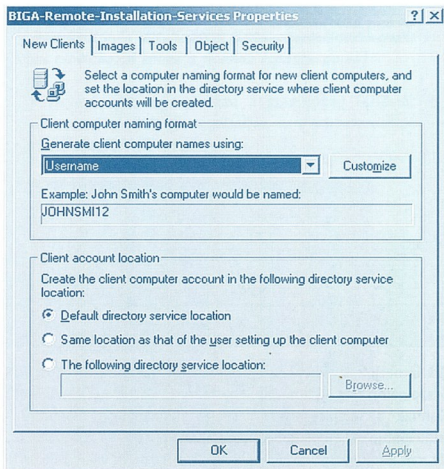 BIGA-Remote-Installation-Services Properties
New Clients Images Tools Object Security
Select a computer naming format for new client computers, and
set the location in the directory service where client computer
accounts will be created.
Client computer naming format
Generate client computer names using:
Username
Customize
Example: John Smith's computer would be named:
JOHNSMI12
Client account location
Create the client computer account in the following directory service
location:
Default directory service location
Same location as that of the user setting up the client computer
The following directory service location:
Browse...
OK Cancel Apply